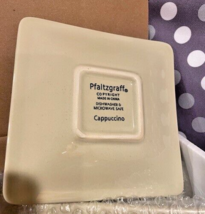 Pfaltzgraff®
COPYRIGHT
MADE IN CHINA
DISHWASHER &
MICROWAVE SAFE
Cappuccino